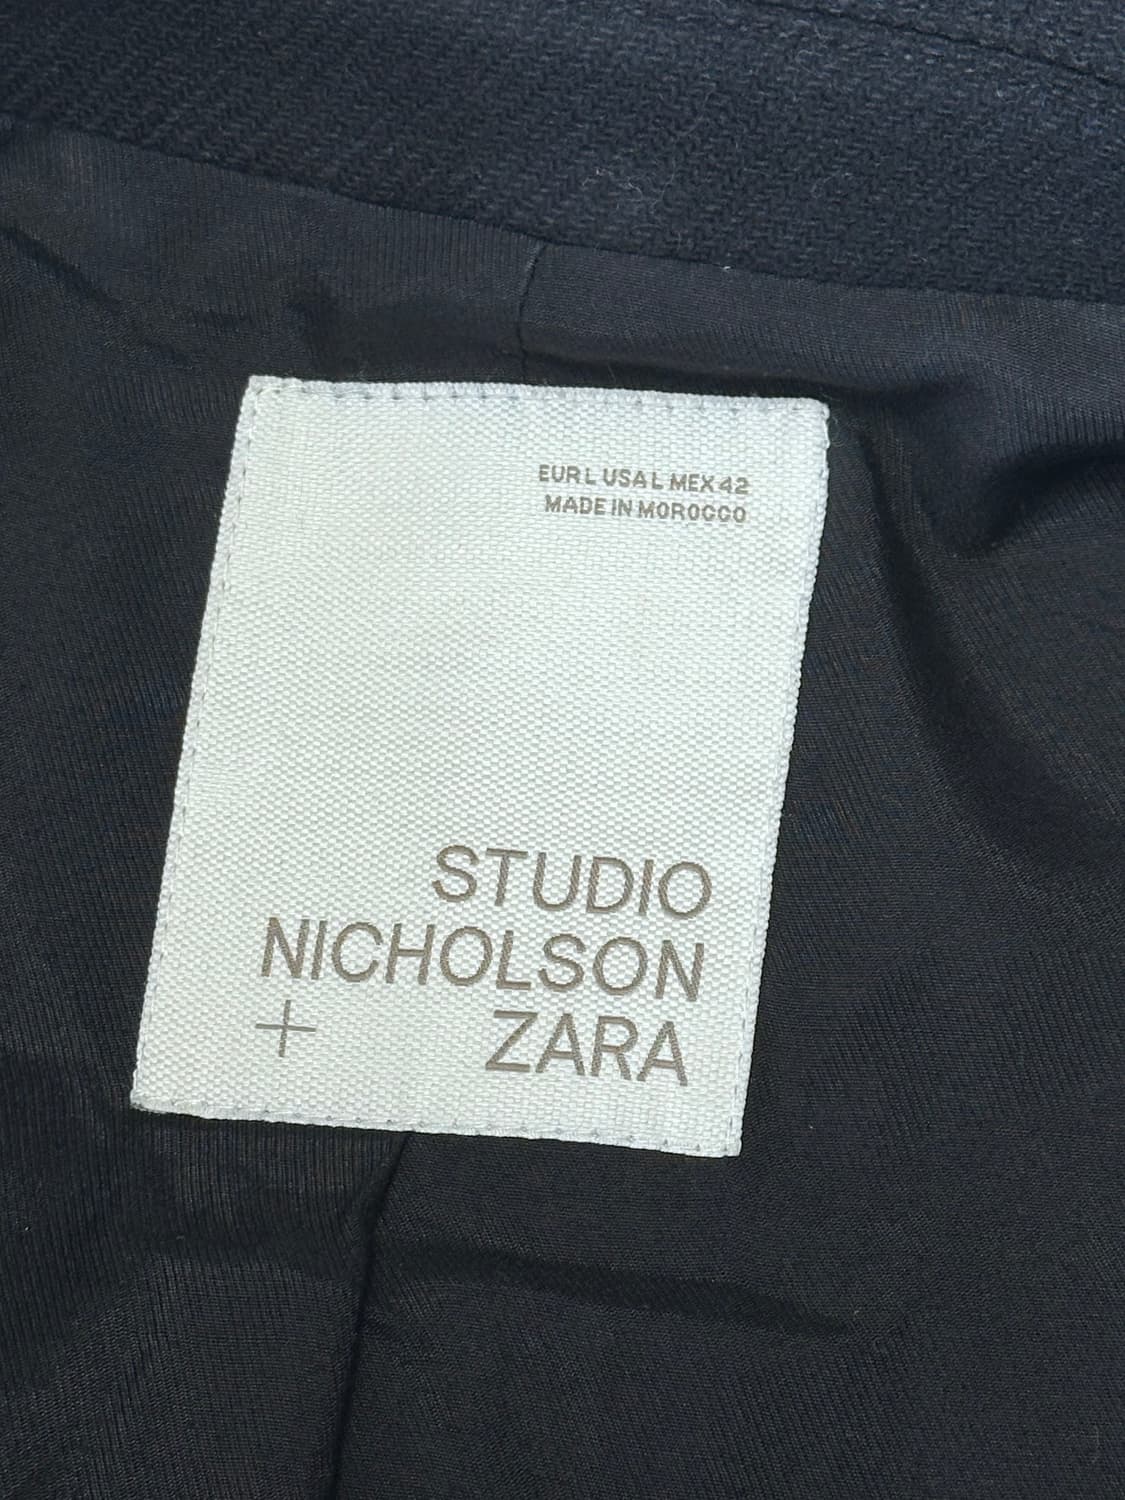 EUR L USA L MEX 42
MADE IN MOROCCO
STUDIO
NICHOLSON
+ ZARA